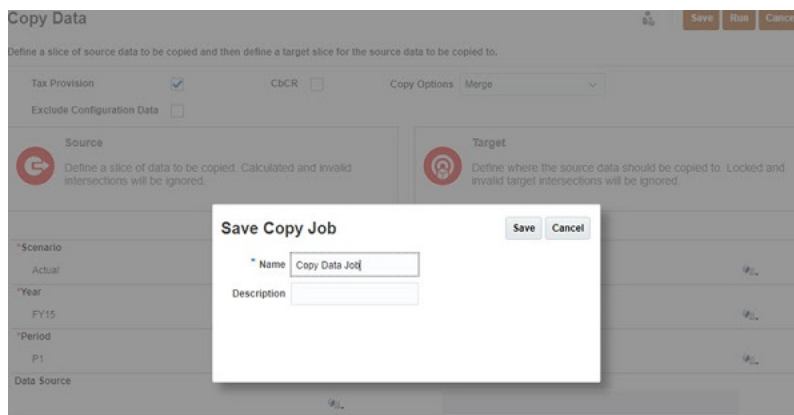 Copy Data
Save Run Cance
Define a slice of source data to be copied and then define a target slice for the source data to be copied to.
Tax Provision CbCR Copy Options Merge
Exclude Configuration Data
Source
Define a slice of data to be copied. Calculated and invalid
intersections will be ignored.
Target
Define where the source data should be copied to. Locked and
invalid target intersections will be ignored.
Save Copy Job
Save Cancel
* Name Copy Data Job
Description
*Scenario
Actual
*Year
FY15
*Period
P1
Data Source